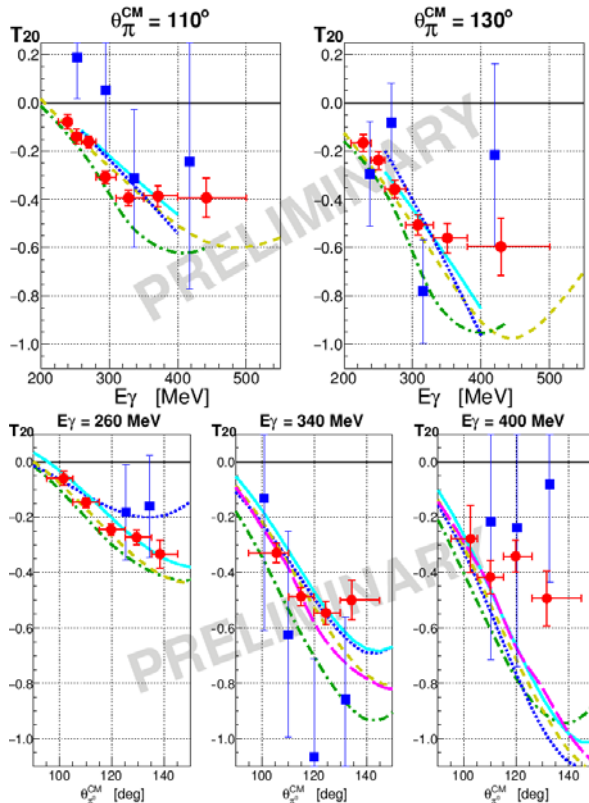 θπCM = 110° θπCM = 130°
T20 T20
0.2 0.2
0.0 0.0
−0.2 −0.2
−0.4 −0.4
−0.6 −0.6
−0.8 −0.8
−1.0 −1.0
PRELIMINARY
200 300 400 500 200 300 400 500
Eγ [MeV] Eγ [MeV]
Eγ = 260 MeV Eγ = 340 MeV Eγ = 400 MeV
T20 T20 T20
0.0 0.0 0.0
−0.2 −0.2 −0.2
−0.4 −0.4 −0.4
−0.6 −0.6 −0.6
−0.8 −0.8 −0.8
−1.0 −1.0 −1.0
PRELIMINARY
100 120 140 100 120 140 100 120 140
θπ0CM [deg] θπ0CM [deg] θπ0CM [deg]